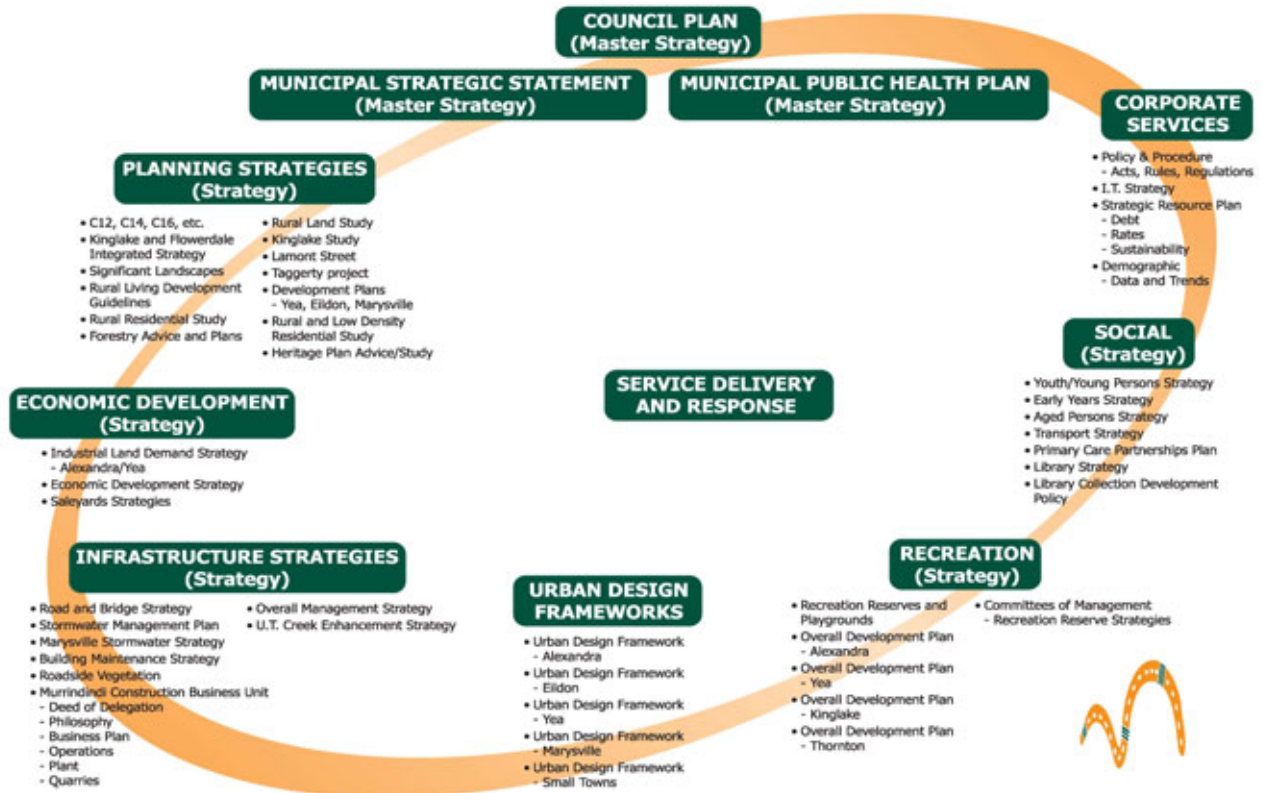 COUNCIL PLAN
(Master Strategy)
MUNICIPAL STRATEGIC STATEMENT
(Master Strategy)
MUNICIPAL PUBLIC HEALTH PLAN
(Master Strategy)
CORPORATE
SERVICES
• Policy & Procedure
- Acts, Rules, Regulations
• I.T. Strategy
• Strategic Resource Plan
- Debt
- Rates
- Sustainability
• Demographic
- Data and Trends
PLANNING STRATEGIES
(Strategy)
• C12, C14, C16, etc.
• Kinglake and Flowerdale
Integrated Strategy
• Significant Landscapes
• Rural Living Development
Guidelines
• Rural Residential Study
• Forestry Advice and Plans
• Rural Land Study
• Kinglake Study
• Lamont Street
• Taggerty project
• Development Plans
- Yea, Eildon, Marysville
• Rural and Low Density
Residential Study
• Heritage Plan Advice/Study
SOCIAL
(Strategy)
• Youth/Young Persons Strategy
• Early Years Strategy
• Aged Persons Strategy
• Transport Strategy
• Primary Care Partnerships Plan
• Library Strategy
• Library Collection Development
Policy
SERVICE DELIVERY
AND RESPONSE
ECONOMIC DEVELOPMENT
(Strategy)
• Industrial Land Demand Strategy
- Alexandra/Yea
• Economic Development Strategy
• Saleyards Strategies
INFRASTRUCTURE STRATEGIES
(Strategy)
• Road and Bridge Strategy
• Stormwater Management Plan
• Marysville Stormwater Strategy
• Building Maintenance Strategy
• Roadside Vegetation
• Murrindindi Construction Business Unit
- Deed of Delegation
- Philosophy
- Business Plan
- Operations
- Plant
- Quarries
• Overall Management Strategy
• U.T. Creek Enhancement Strategy
URBAN DESIGN
FRAMEWORKS
• Urban Design Framework
- Alexandra
• Urban Design Framework
- Eildon
• Urban Design Framework
- Yea
• Urban Design Framework
- Marysville
• Urban Design Framework
- Small Towns
RECREATION
(Strategy)
• Recreation Reserves and
Playgrounds
• Overall Development Plan
- Alexandra
• Overall Development Plan
- Yea
• Overall Development Plan
- Kinglake
• Overall Development Plan
- Thornton
• Committees of Management
- Recreation Reserve Strategies